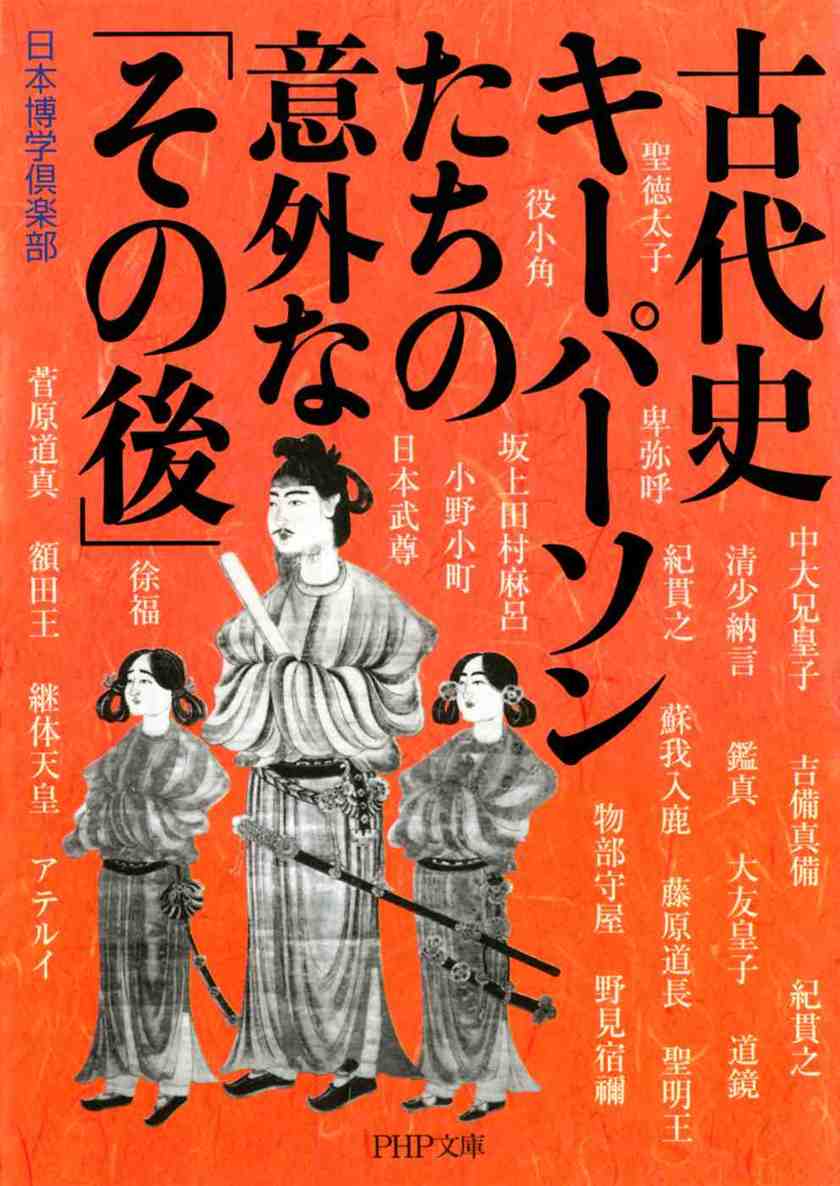 古代史
キーパーソン
たちの
意外な
「その後」
日本博学倶楽部
聖徳太子
役小角
卑弥呼
坂上田村麻呂
小野小町
日本武尊
中大兄皇子
吉備真備
紀貫之
清少納言
鑑真
大友皇子
道鏡
紀貫之
蘇我入鹿
藤原道長
聖明王
物部守屋
野見宿禰
徐福
菅原道真
額田王
継体天皇
アテルイ
PHP文庫